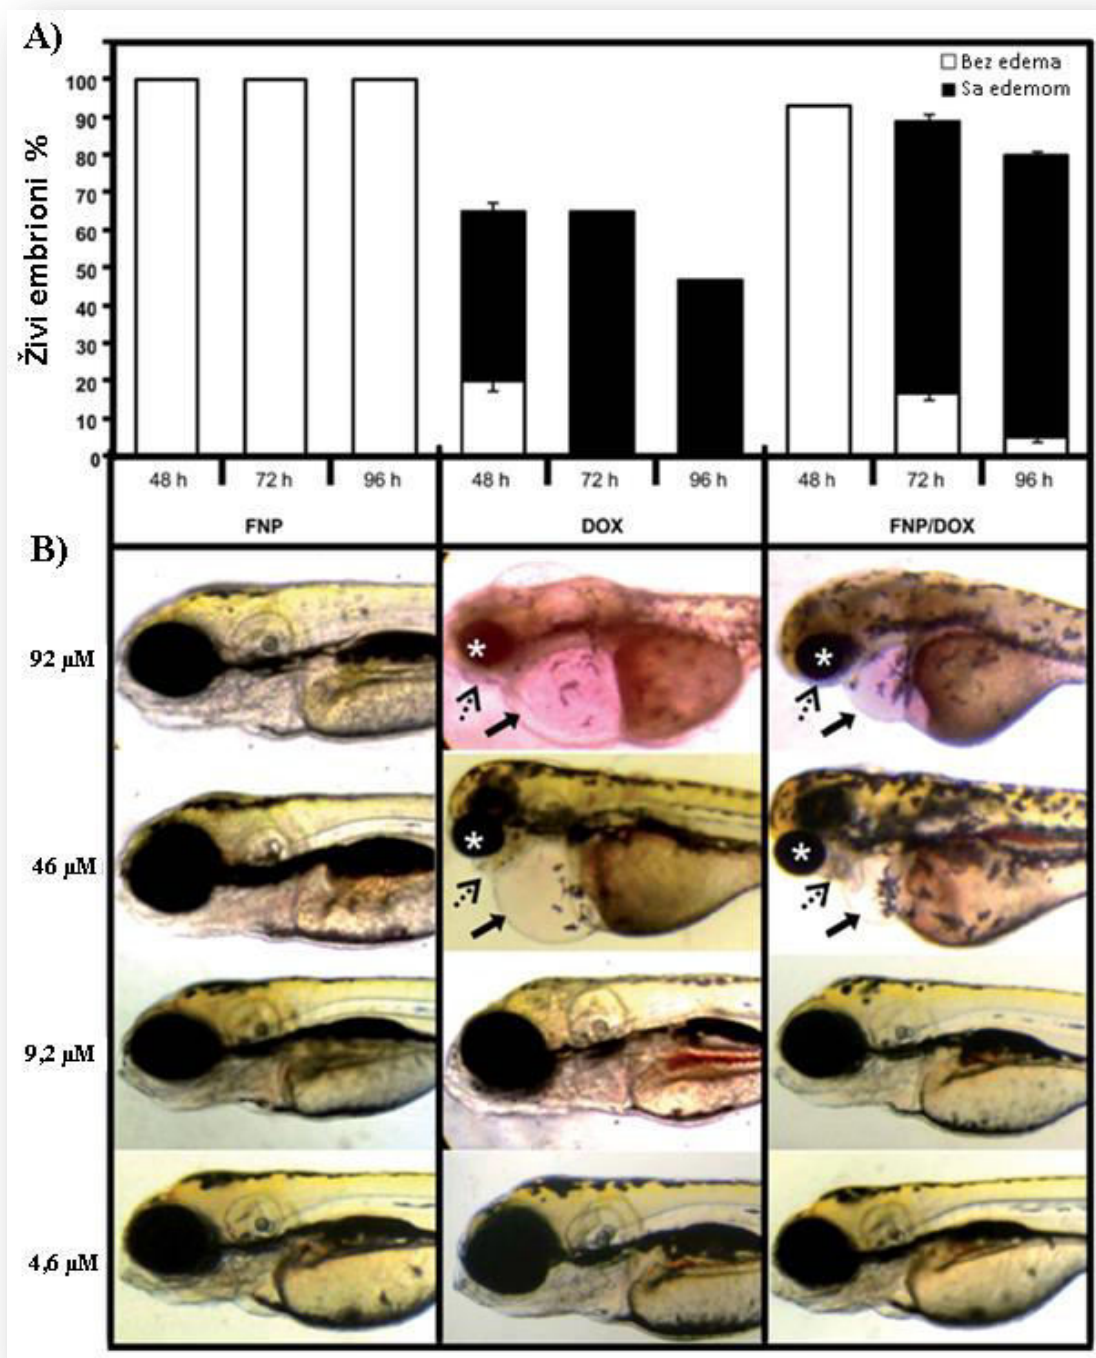 A)
Bez edema
Sa edemom
Živi embrioni %
100
90
80
70
60
50
40
30
20
10
0
48 h 72 h 96 h 48 h 72 h 96 h 48 h 72 h 96 h
FNP DOX FNP/DOX
B)
92 µM
* *
46 µM
* *
9,2 µM
4,6 µM